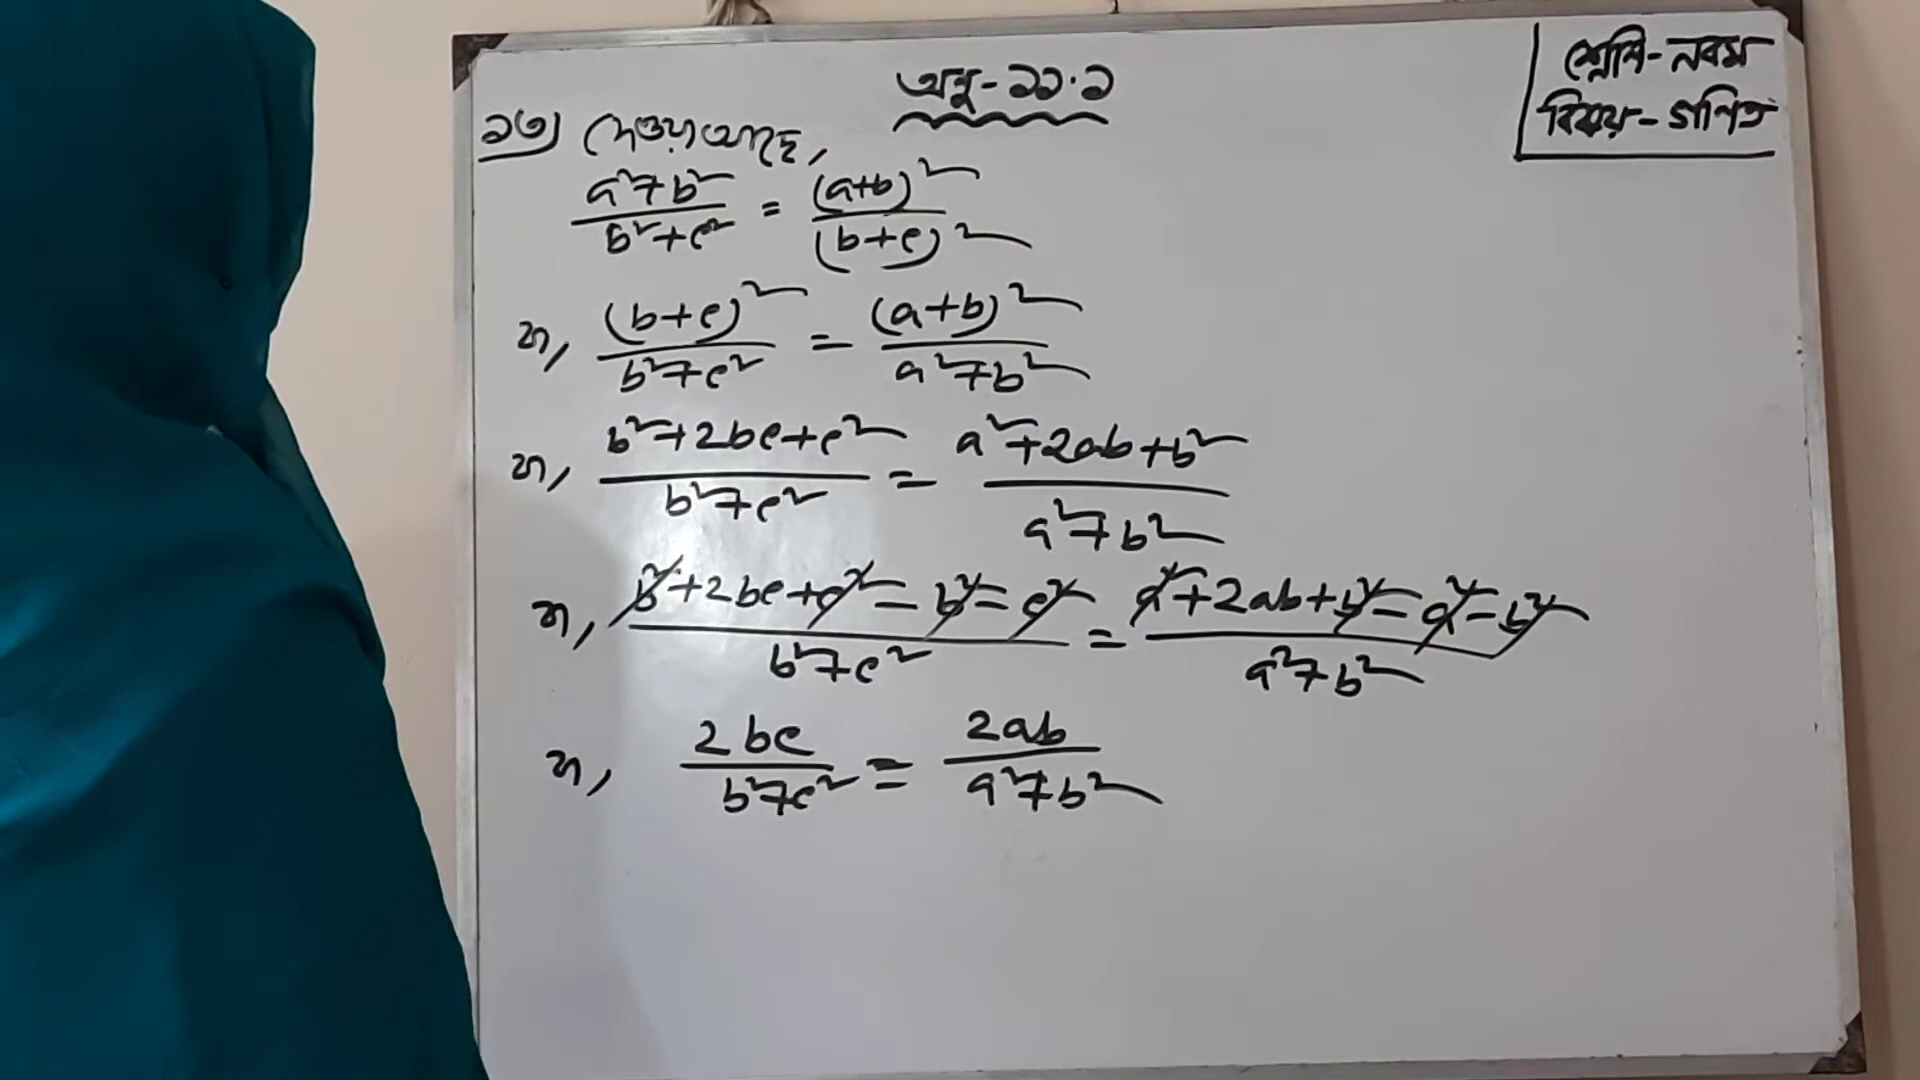 অনু - ১১.১
শ্রেণি - নবম
বিষয় - গণিত
১৩) দেওয়া আছে,
(a²+b²)/(b²+c²) = (a+b)²/(b+c)²
বা, (b+c)²/(b²+c²) = (a+b)²/(a²+b²)
বা, (b²+2bc+c²)/(b²+c²) = (a²+2ab+b²)/(a²+b²)
বা, (b²+2bc+c²-b²-c²)/(b²+c²) = (a²+2ab+b²-a²-b²)/(a²+b²)
বা, 2bc/(b²+c²) = 2ab/(a²+b²)